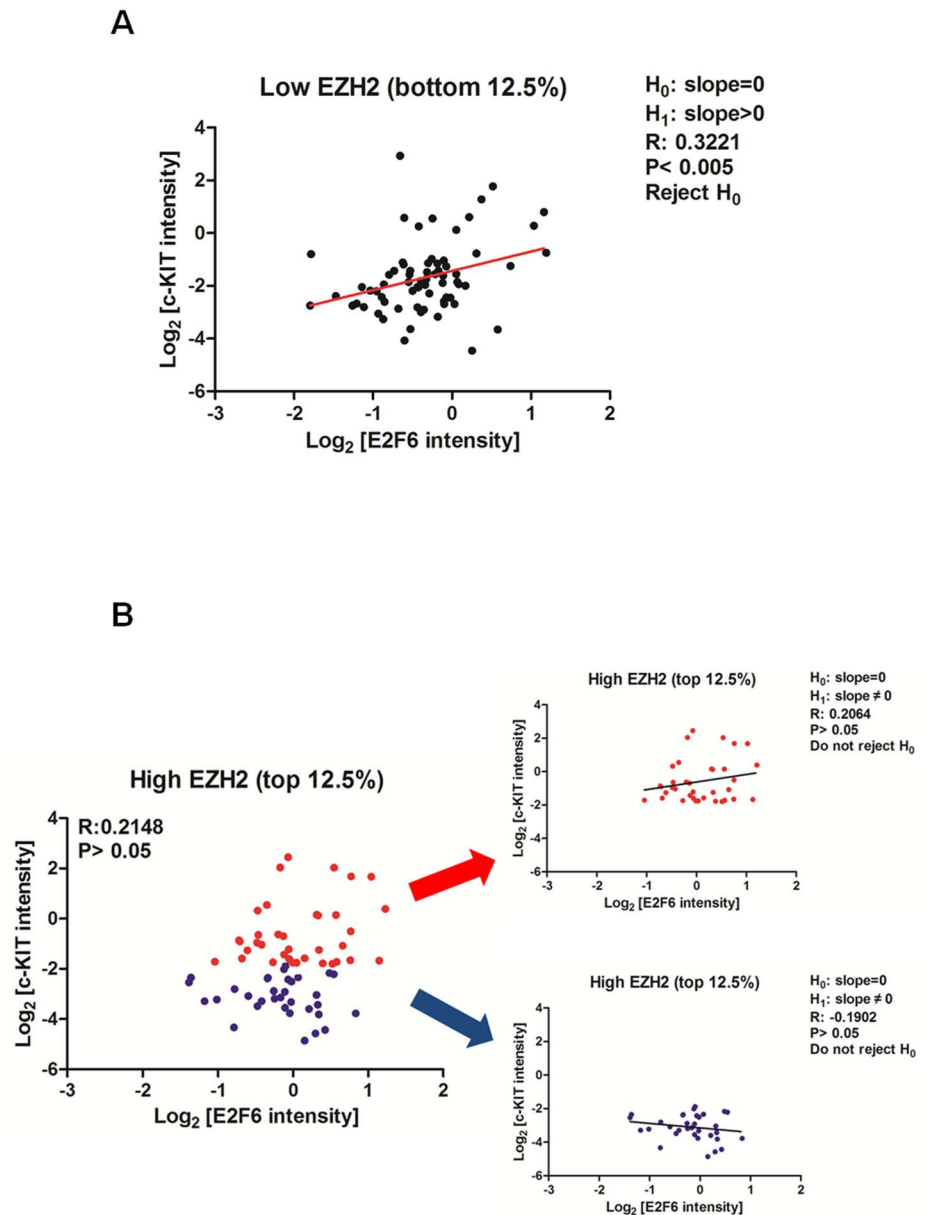 A
Low EZH2 (bottom 12.5%)
H₀: slope=0
H₁: slope>0
R: 0.3221
P< 0.005
Reject H₀
Log₂ [c-KIT intensity]
4
2
0
-2
-4
-6
-3
-2
-1
0
1
2
Log₂ [E2F6 intensity]
B
High EZH2 (top 12.5%)
R:0.2148
P> 0.05
Log₂ [c-KIT intensity]
4
2
0
-2
-4
-6
-3
-2
-1
0
1
2
Log₂ [E2F6 intensity]
High EZH2 (top 12.5%)
H₀: slope=0
H₁: slope ≠ 0
R: 0.2064
P> 0.05
Do not reject H₀
Log₂ [c-KIT intensity]
4
2
0
-2
-4
-6
-3
-2
-1
0
1
2
Log₂ [E2F6 intensity]
High EZH2 (top 12.5%)
H₀: slope=0
H₁: slope ≠ 0
R: -0.1902
P> 0.05
Do not reject H₀
Log₂ [c-KIT intensity]
4
2
0
-2
-4
-6
-3
-2
-1
0
1
2
Log₂ [E2F6 intensity]